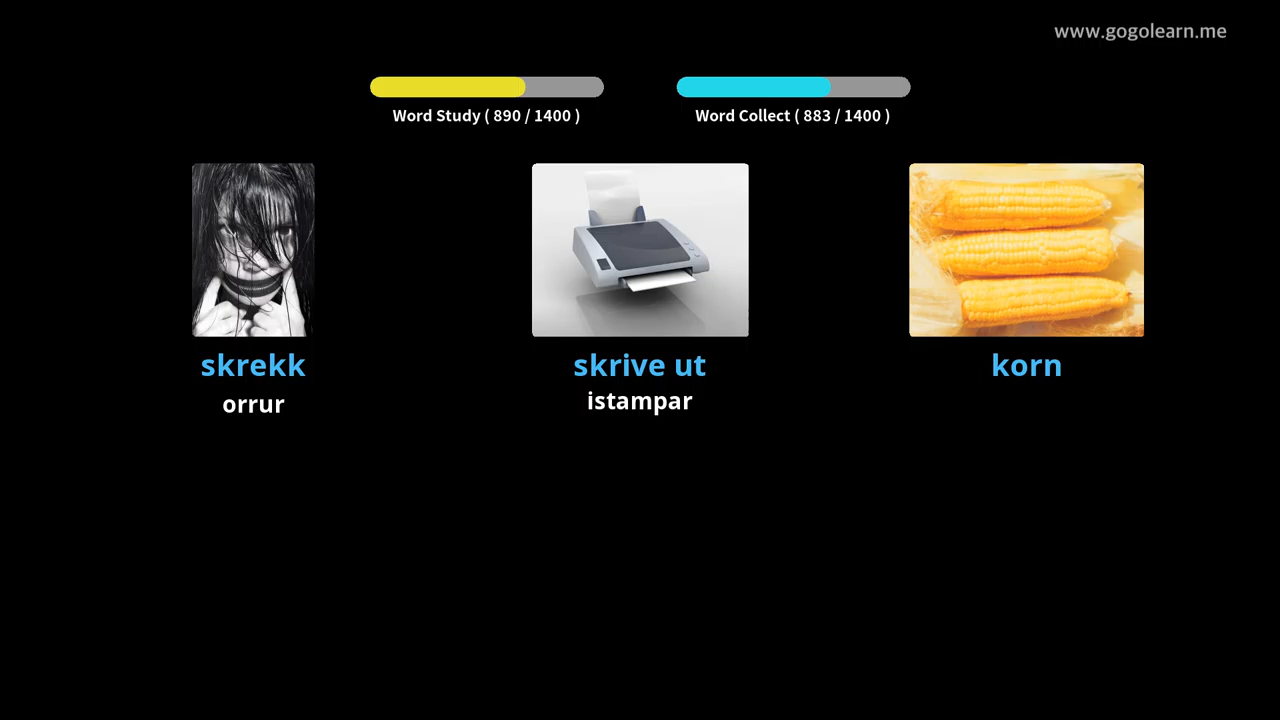 www.gogolearn.me
Word Study ( 890 / 1400 )
Word Collect ( 883 / 1400 )
skrekk
orrur
skrive ut
istampar
korn